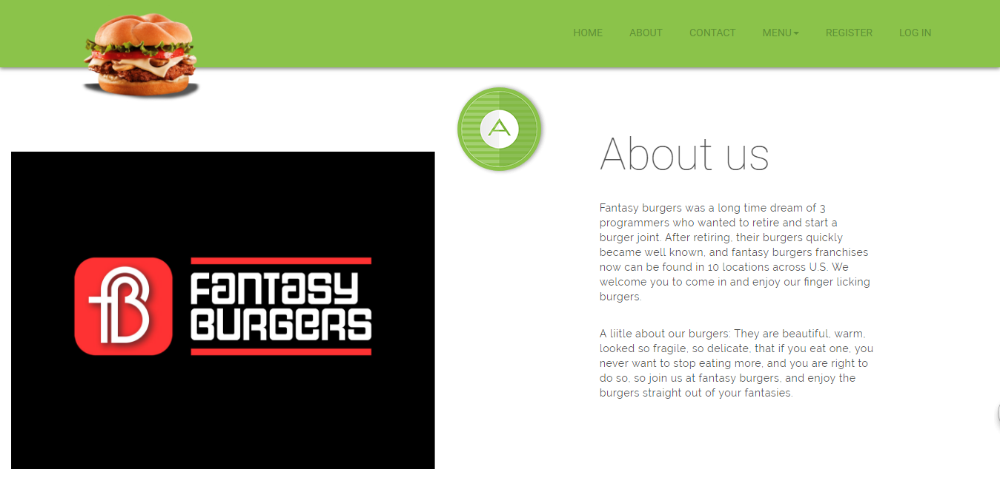 HOME ABOUT CONTACT MENU REGISTER LOG IN
A
About us
FANTASY
BURGERS
Fantasy burgers was a long time dream of 3
programmers who wanted to retire and start a
burger joint. After retiring, their burgers quickly
became well known, and fantasy burgers franchises
now can be found in 10 locations across U.S. We
welcome you to come in and enjoy our finger licking
burgers.
A liitle about our burgers: They are beautiful, warm,
looked so fragile, so delicate, that if you eat one, you
never want to stop eating more, and you are right to
do so, so join us at fantasy burgers, and enjoy the
burgers straight out of your fantasies.